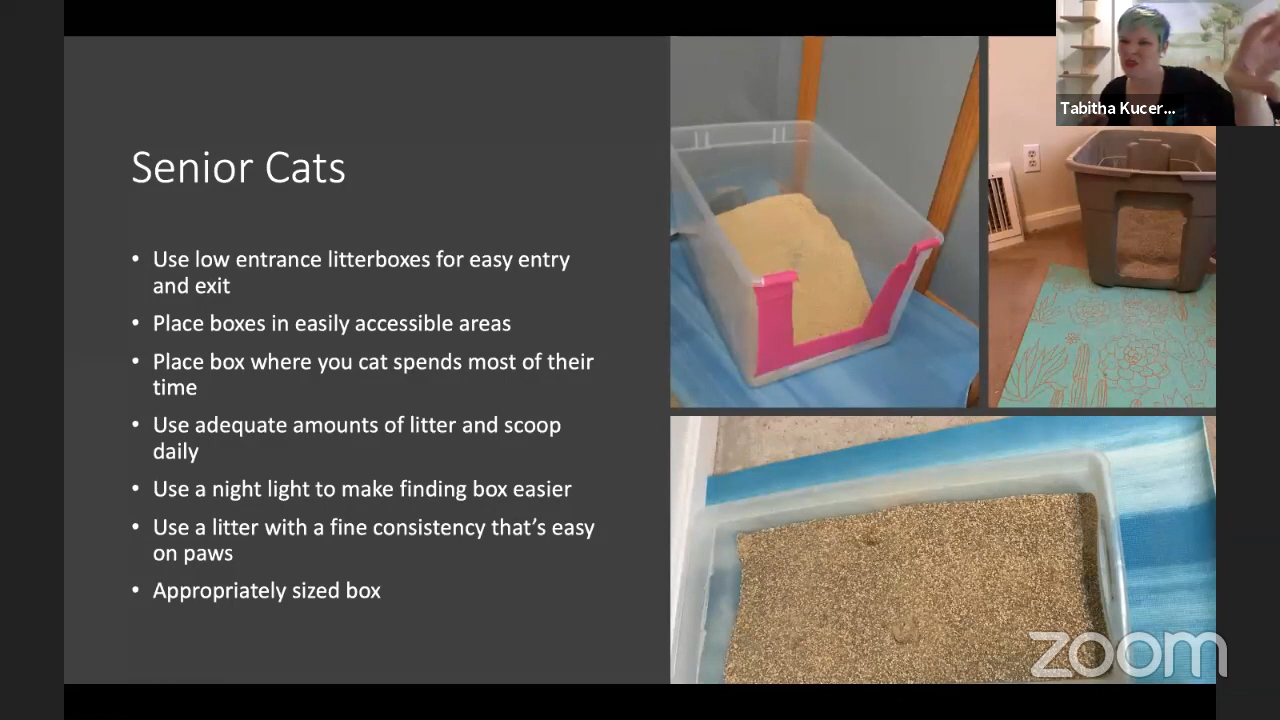 Tabitha Kucer...
Senior Cats
• Use low entrance litterboxes for easy entry
and exit
• Place boxes in easily accessible areas
• Place box where you cat spends most of their
time
• Use adequate amounts of litter and scoop
daily
• Use a night light to make finding box easier
• Use a litter with a fine consistency that's easy
on paws
• Appropriately sized box
zoom